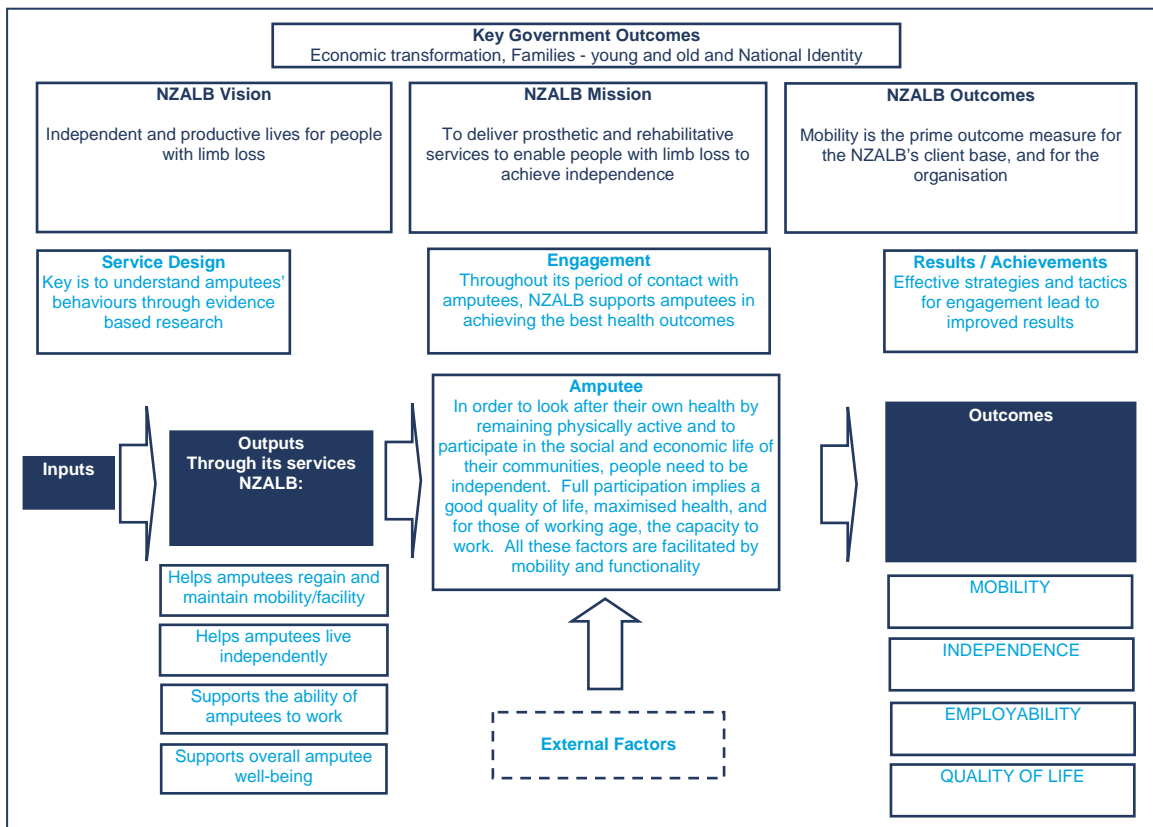 Key Government Outcomes
Economic transformation, Families - young and old and National Identity
NZALB Vision
Independent and productive lives for people
with limb loss
NZALB Mission
To deliver prosthetic and rehabilitative
services to enable people with limb loss to
achieve independence
NZALB Outcomes
Mobility is the prime outcome measure for
the NZALB's client base, and for the
organisation
Service Design
Key is to understand amputees'
behaviours through evidence
based research
Engagement
Throughout its period of contact with
amputees, NZALB supports amputees in
achieving the best health outcomes
Results / Achievements
Effective strategies and tactics
for engagement lead to
improved results
Inputs
Outputs
Through its services
NZALB:
Helps amputees regain and
maintain mobility/facility
Helps amputees live
independently
Supports the ability of
amputees to work
Supports overall amputee
well-being
Amputee
In order to look after their own health by
remaining physically active and to
participate in the social and economic life of
their communities, people need to be
independent.  Full participation implies a
good quality of life, maximised health, and
for those of working age, the capacity to
work.  All these factors are facilitated by
mobility and functionality
External Factors
Outcomes
MOBILITY
INDEPENDENCE
EMPLOYABILITY
QUALITY OF LIFE